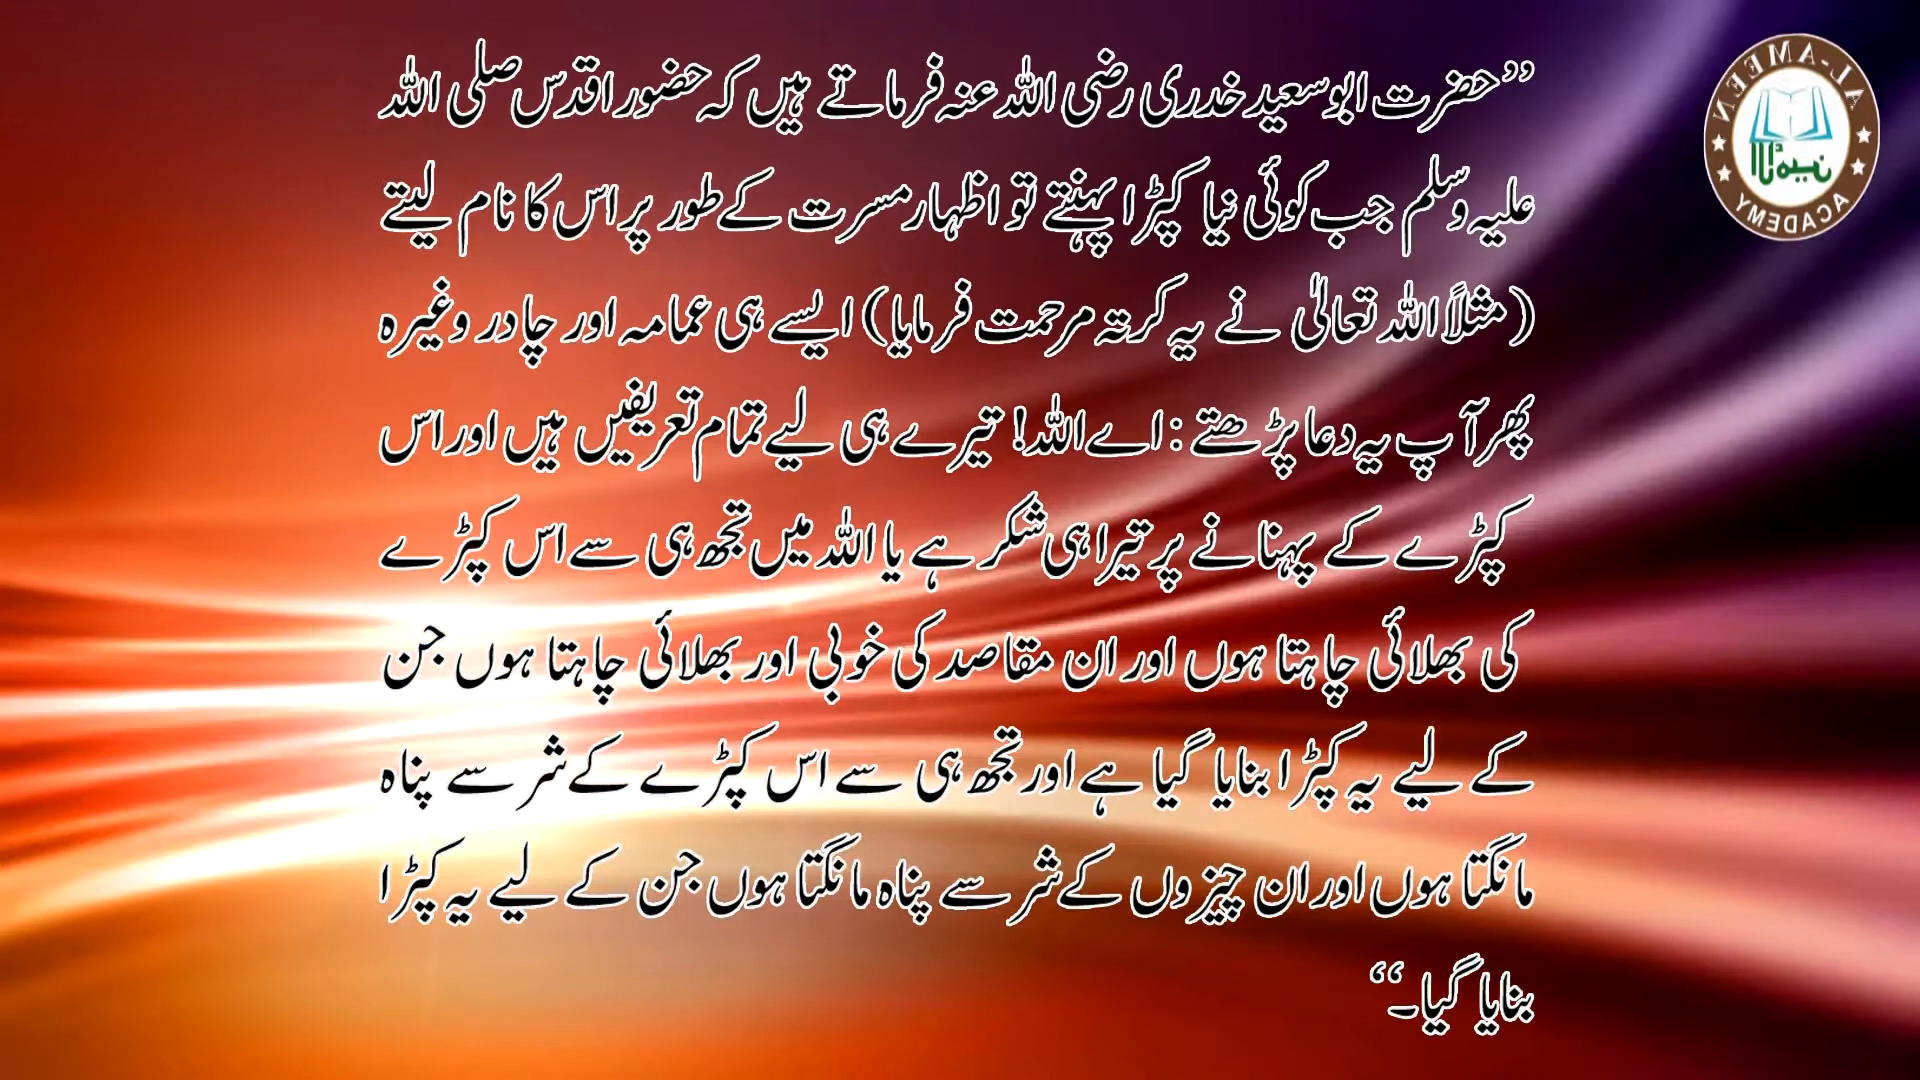 ”حضرت ابوسعید خدری رضی اللہ عنہ فرماتے ہیں کہ حضور اقدس صلی اللہ
علیہ وسلم جب کوئی نیا کپڑا پہنتے تو اظہار مسرت کے طور پر اس کا نام لیتے
(مثلاً اللہ تعالیٰ نے یہ کرتہ مرحمت فرمایا) ایسے ہی عمامہ اور چادر وغیرہ
پھر آپ یہ دعا پڑھتے: اے اللہ! تیرے ہی لیے تمام تعریفیں ہیں اور اس
کپڑے کے پہنانے پر تیرا ہی شکر ہے یا اللہ میں تجھ ہی سے اس کپڑے
کی بھلائی چاہتا ہوں اور ان مقاصد کی خوبی اور بھلائی چاہتا ہوں جن
کے لیے یہ کپڑا بنایا گیا ہے اور تجھ ہی سے اس کپڑے کے شر سے پناہ
مانگتا ہوں اور ان چیزوں کے شر سے پناہ مانگتا ہوں جن کے لیے یہ کپڑا
بنایا گیا۔“
AL-AMEEN
ACADEMY